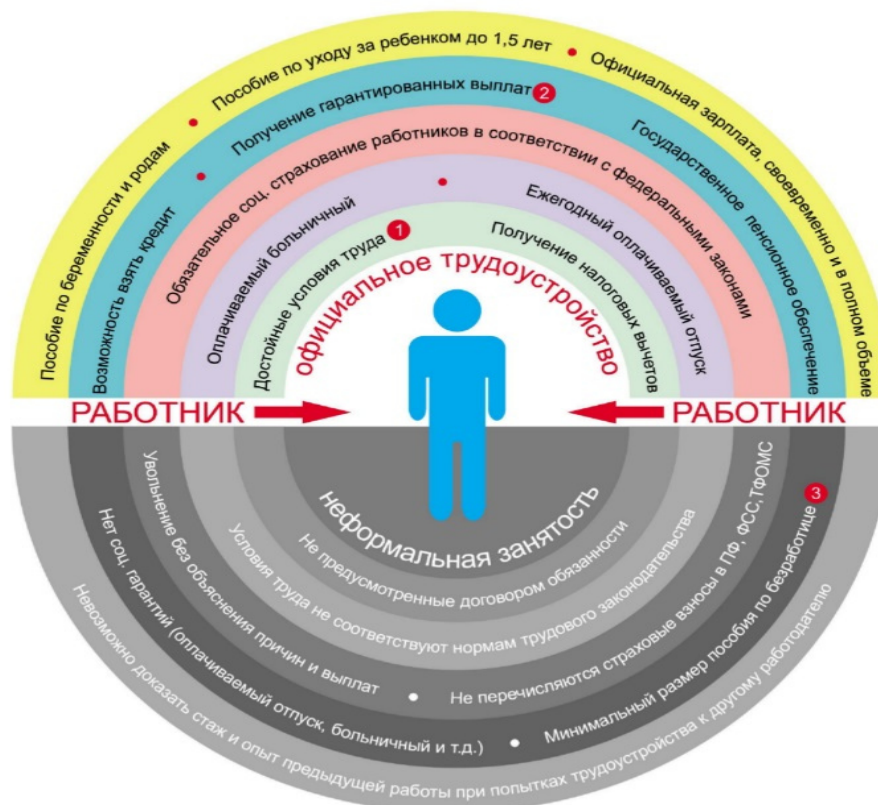 Пособие по беременности и родам • Пособие по уходу за ребенком до 1,5 лет • Официальная зарплата, своевременно и в полном объеме
Возможность взять кредит • Получение гарантированных выплат 2 Государственное пенсионное обеспечение
Обязательное соц. страхование работников в соответствии с федеральными законами
Оплачиваемый больничный • Ежегодный оплачиваемый отпуск
Достойные условия труда 1 Получение налоговых вычетов
официальное трудоустройство
РАБОТНИК РАБОТНИК
неформальная занятость
Не предусмотренные договором обязанности
Условия труда не соответствуют нормам трудового законодательства
Увольнение без объяснения причин и выплат • Не перечисляются страховые взносы в ПФ, ФСС,ТФОМС
Нет соц. гарантий (оплачиваемый отпуск, больничный и т.д.) • Минимальный размер пособия по безработице 3
Невозможно доказать стаж и опыт предыдущей работы при попытках трудоустройства к другому работодателю